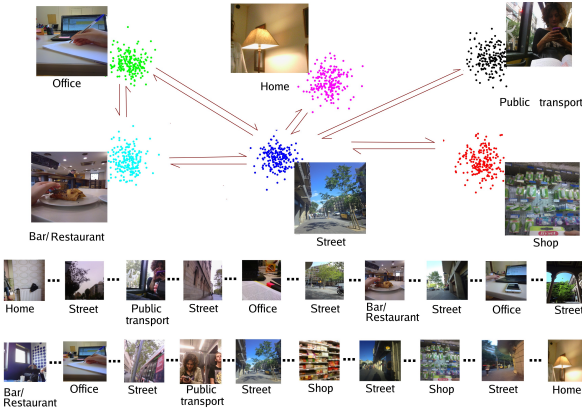 Office
Home
Public transport
Bar/Restaurant
Street
Shop
Home
Street
Public
transport
Street
Office
Street
Bar/
Restaurant
Street
Office
Street
Bar/
Restaurant
Office
Street
Public
transport
Street
Shop
Street
Shop
Street
Home